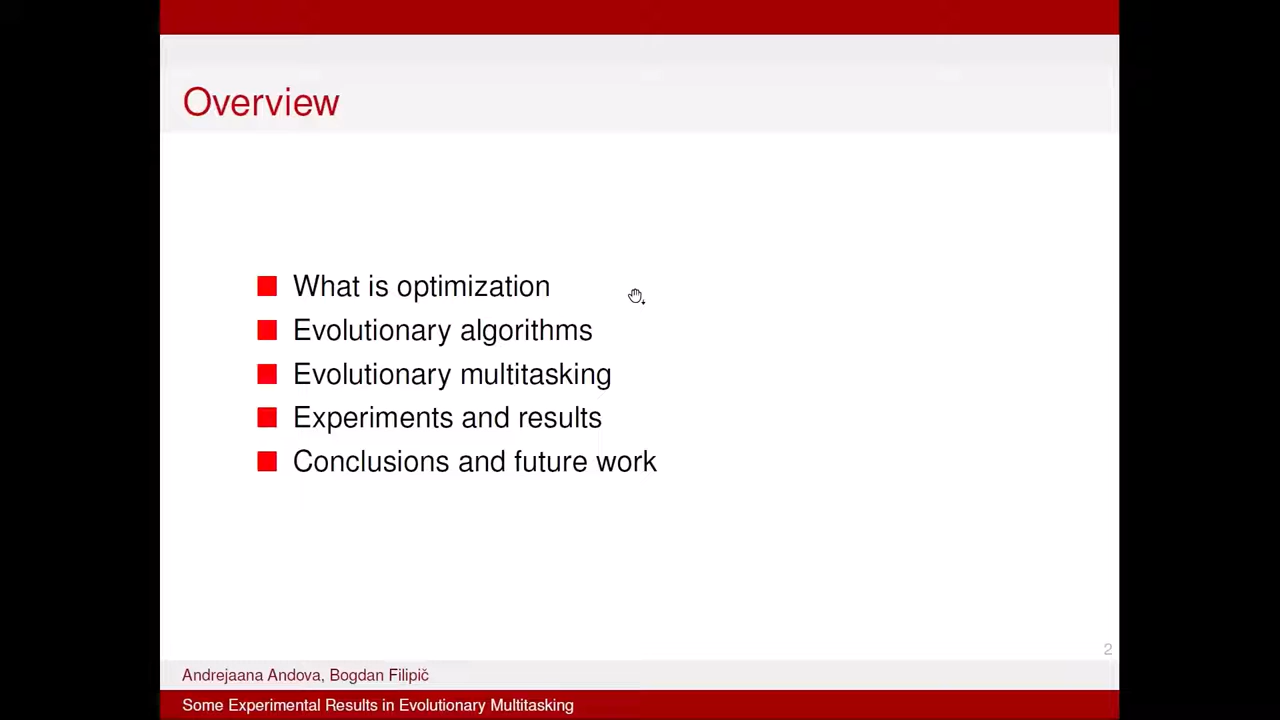 Overview
What is optimization
Evolutionary algorithms
Evolutionary multitasking
Experiments and results
Conclusions and future work
2
Andrejaana Andova, Bogdan Filipič
Some Experimental Results in Evolutionary Multitasking